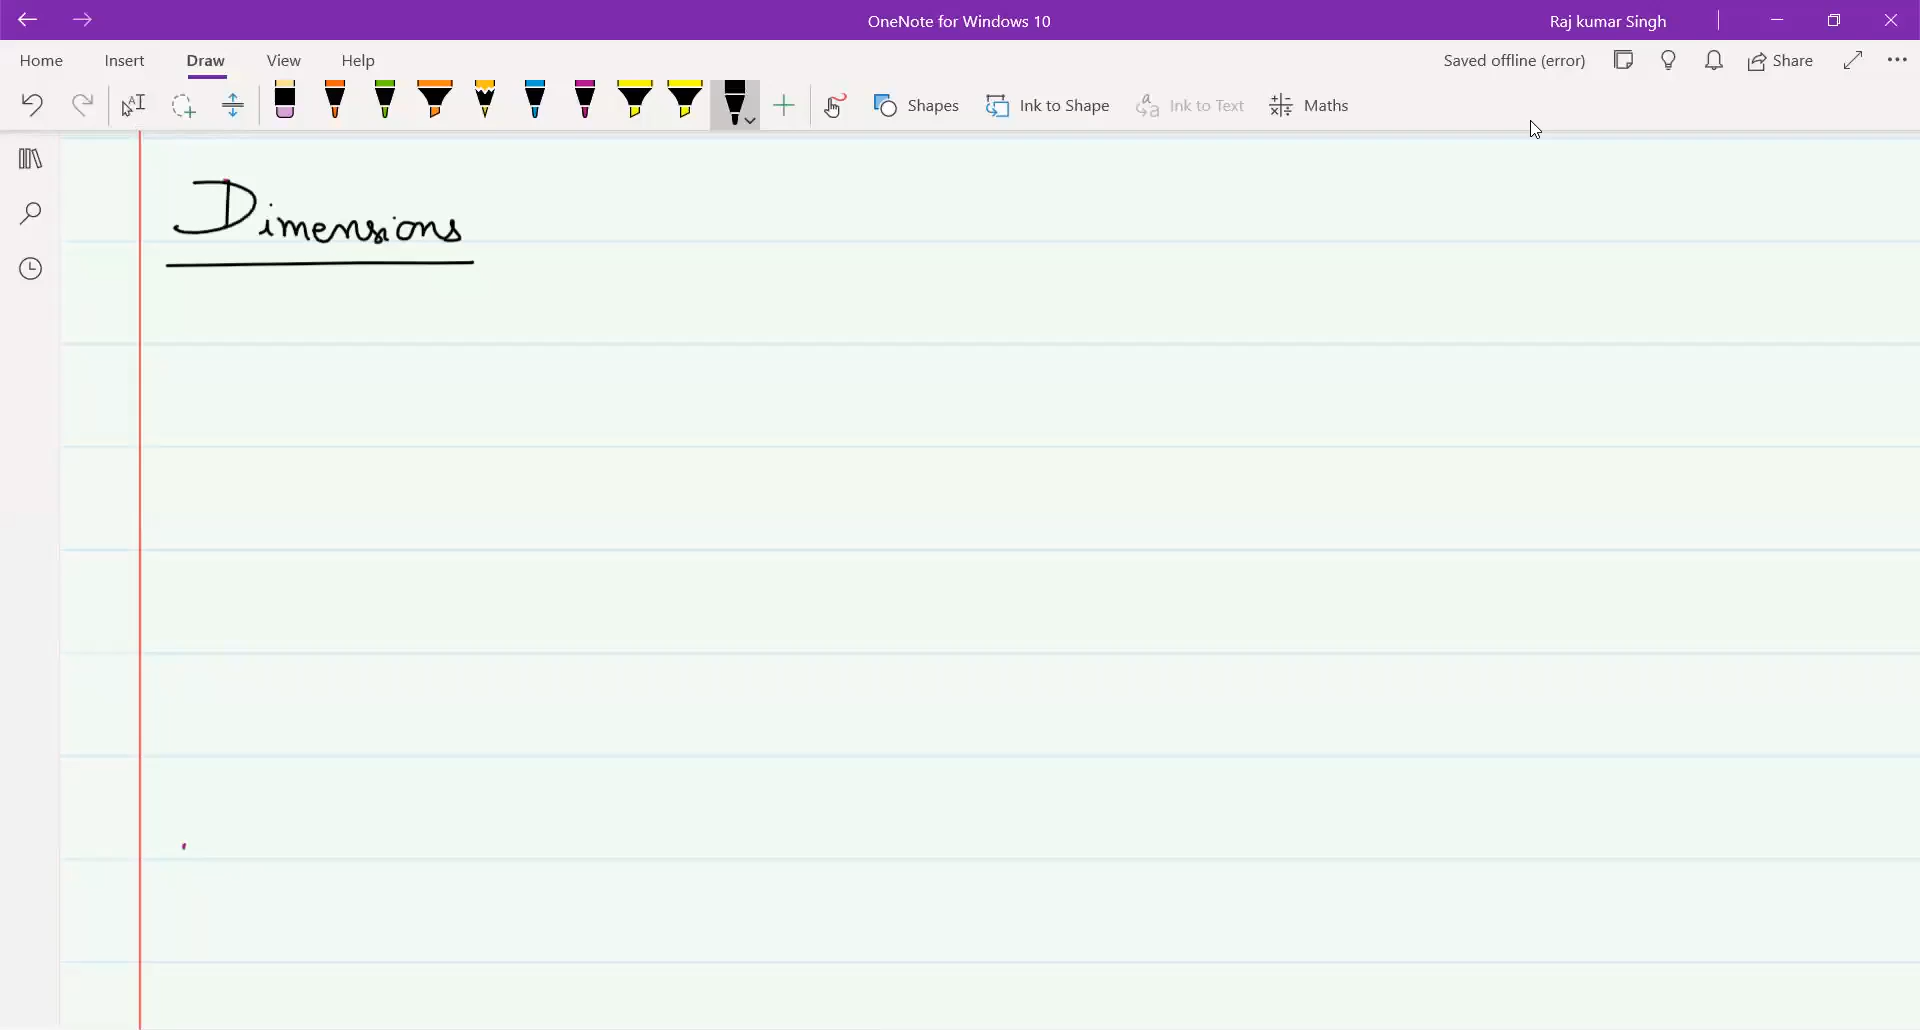 OneNote for Windows 10
Raj kumar Singh
Home Insert Draw View Help
Saved offline (error) Share
Shapes Ink to Shape Ink to Text Maths
Dimensions